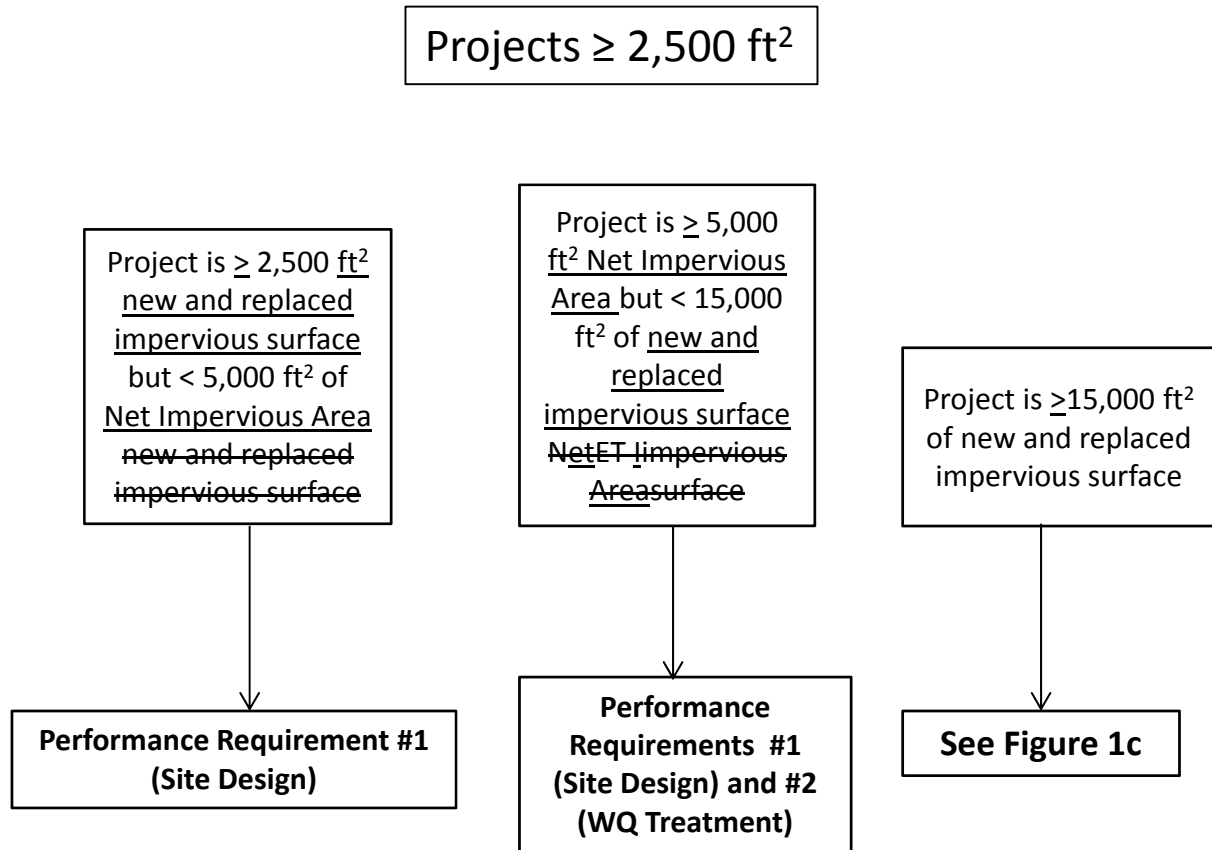 Projects ≥ 2,500 ft²
Project is ≥ 2,500 ft²
new and replaced
impervious surface
but < 5,000 ft² of
Net Impervious Area
new and replaced
impervious surface
Project is ≥ 5,000
ft² Net Impervious
Area but < 15,000
ft² of new and
replaced
impervious surface
NetET Iimpervious
Areasurface
Project is ≥15,000 ft²
of new and replaced
impervious surface
Performance Requirement #1
(Site Design)
Performance
Requirements #1
(Site Design) and #2
(WQ Treatment)
See Figure 1c